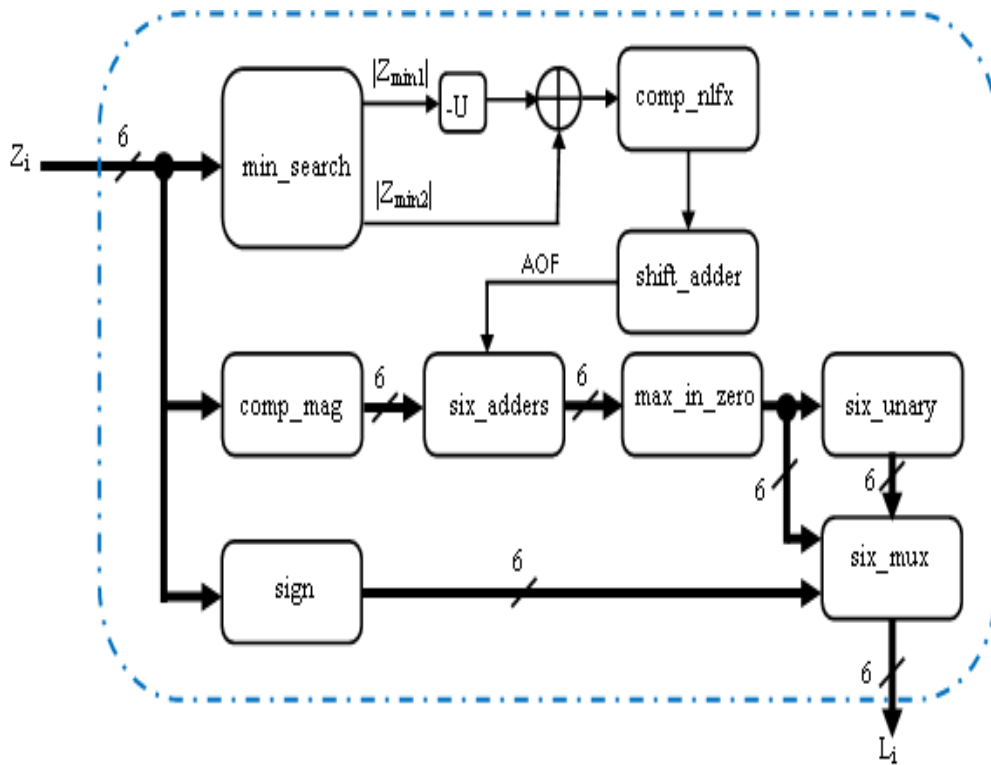 |Zmin1|
-U
comp_nlfx
6
Zi
min_search
|Zmin2|
AOF
shift_adder
6
6
comp_mag
six_adders
max_in_zero
six_unary
6
6
sign
6
six_mux
6
Li